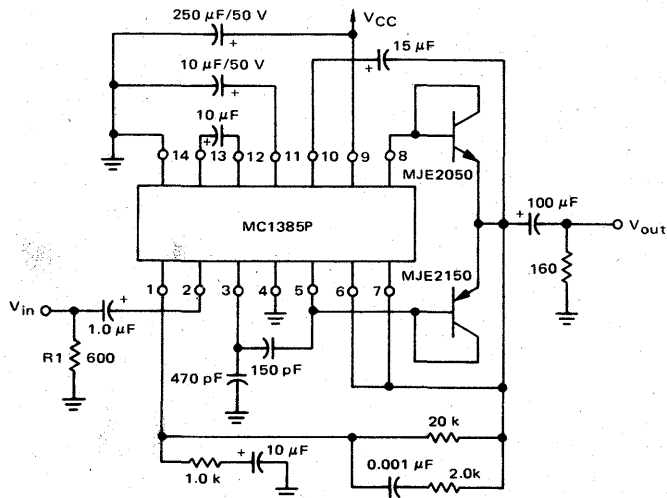 250 µF/50 V
+
VCC
15 µF
+
10 µF/50 V
+
10 µF
+
14 13 12 11 10 9 8
MJE2050
MC1385P
100 µF
+
Vout
160
MJE2150
1 2 3 4 5 6 7
Vin
+
1.0 µF
R1 600
150 pF
470 pF
20 k
10 µF
+
1.0 k
0.001 µF
2.0k